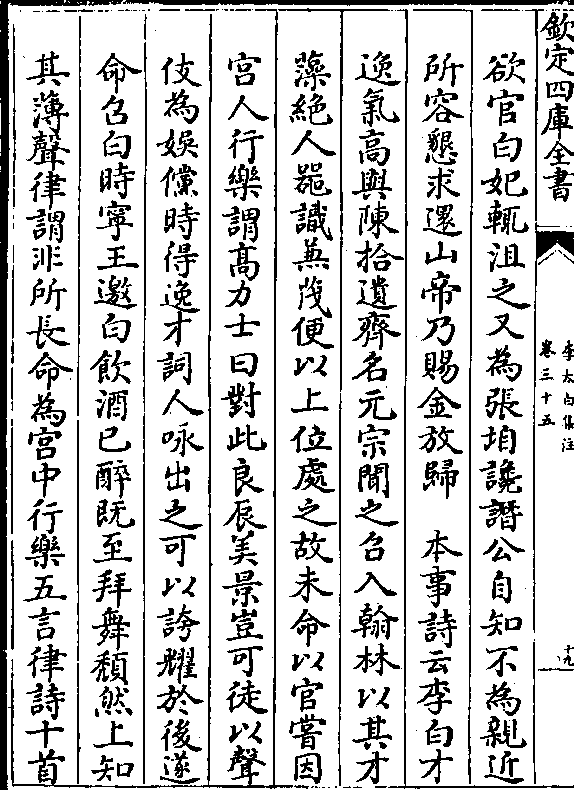 欽定四庫全書
李太白集注
卷三十五
十九
欲官白妃輒沮之又為張垍讒譖公自知不為親近
所容懇求還山帝乃賜金放歸　本事詩云李白才
逸氣高與陳拾遺齊名元宗聞之召入翰林以其才
藻絕人器識兼茂便以上位處之故未命以官嘗因
宮人行樂謂髙力士曰對此良辰美景豈可徒以聲
伎為娛儻時得逸才詞人咏出之可以誇耀於後遂
命召白時寧王邀白飲酒已醉既至拜舞頽然上知
其薄聲律謂非所長命為宮中行樂五言律詩十首